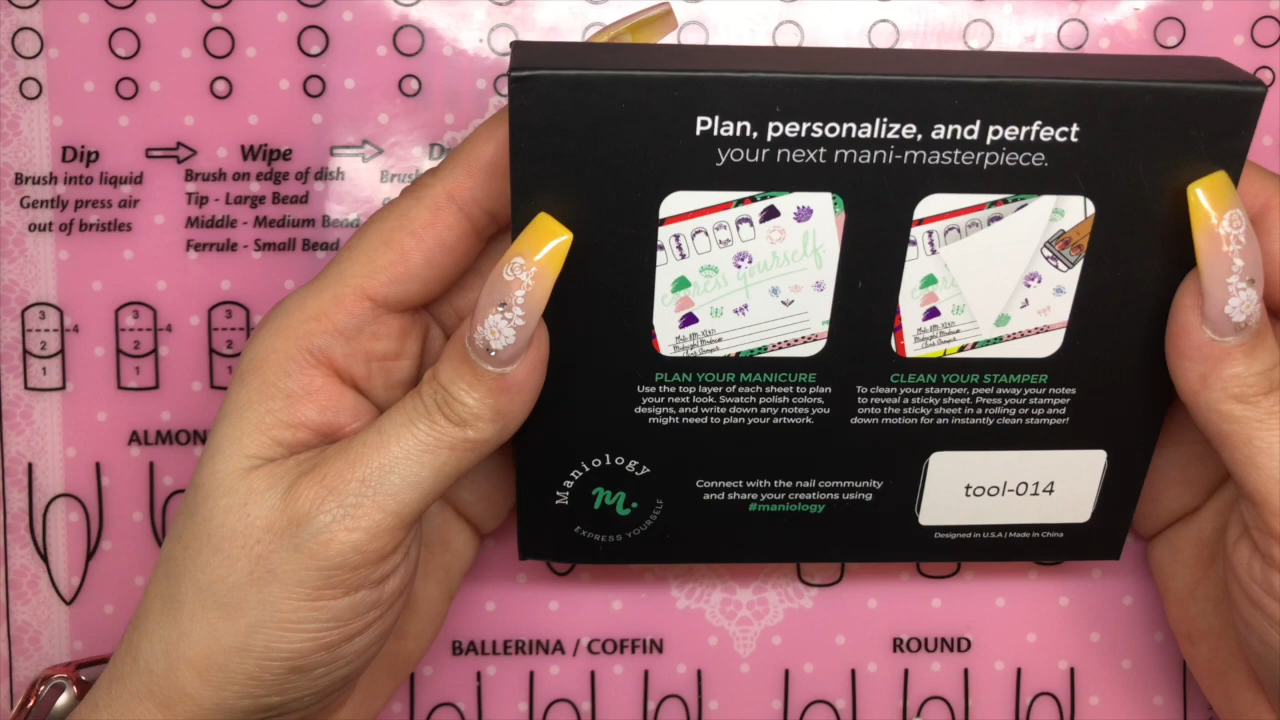 Plan, personalize, and perfect
your next mani-masterpiece.
express yourself
PLAN YOUR MANICURE
Use the top layer of each sheet to plan
your next look. Swatch polish colors,
designs, and write down any notes you
might need to plan your artwork.
CLEAN YOUR STAMPER
To clean your stamper, peel away your notes
to reveal a sticky sheet. Press your stamper
onto the sticky sheet in a rolling or up and
down motion for an instantly clean stamper!
Maniology
m.
EXPRESS YOURSELF
Connect with the nail community
and share your creations using
#maniology
tool-014
Designed in U.S.A | Made in China
Dip
Brush into liquid
Gently press air
out of bristles
Wipe
Brush on edge of dish
Tip - Large Bead
Middle - Medium Bead
Ferrule - Small Bead
3
4
2
1
3
4
2
1
3
2
1
BALLERINA / COFFIN
ROUND